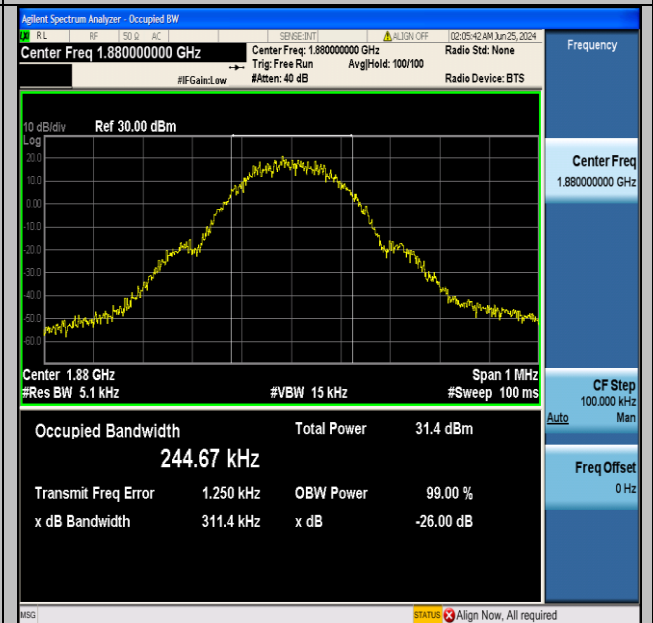 Agilent Spectrum Analyzer - Occupied BW
RL RF 50 Ω AC SENSE:INT ALIGN OFF 02:05:42 AM Jun 25, 2024
Center Freq 1.880000000 GHz
Center Freq: 1.880000000 GHz
Radio Std: None
Trig: Free Run Avg|Hold: 100/100
#IFGain:Low #Atten: 40 dB
Radio Device: BTS
10 dB/div Ref 30.00 dBm
Log
20.0
10.0
0.00
-10.0
-20.0
-30.0
-40.0
-50.0
-60.0
Center 1.88 GHz Span 1 MHz
#Res BW 5.1 kHz #VBW 15 kHz #Sweep 100 ms
Occupied Bandwidth Total Power 31.4 dBm
244.67 kHz
Transmit Freq Error 1.250 kHz OBW Power 99.00 %
x dB Bandwidth 311.4 kHz x dB -26.00 dB
Frequency
Center Freq
1.880000000 GHz
CF Step
100.000 kHz
Auto Man
Freq Offset
0 Hz
MSG STATUS Align Now, All required